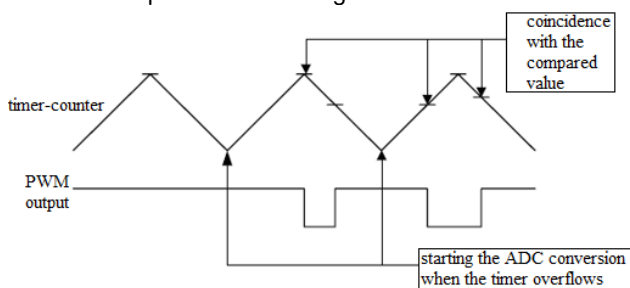 coincidence
with the
compared
value
timer-counter
PWM
output
starting the ADC conversion
when the timer overflows